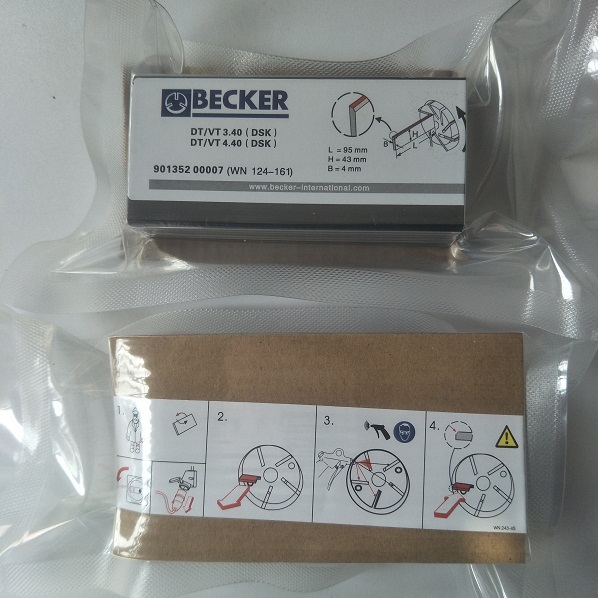 BECKER
DT/VT 3.40 ( DSK )
DT/VT 4.40 ( DSK )
901352 00007 (WN 124-161)
B
H
L
L = 95 mm
H = 43 mm
B = 4 mm
www.becker-international.com
1.
2.
3.
4.
WN 243-45